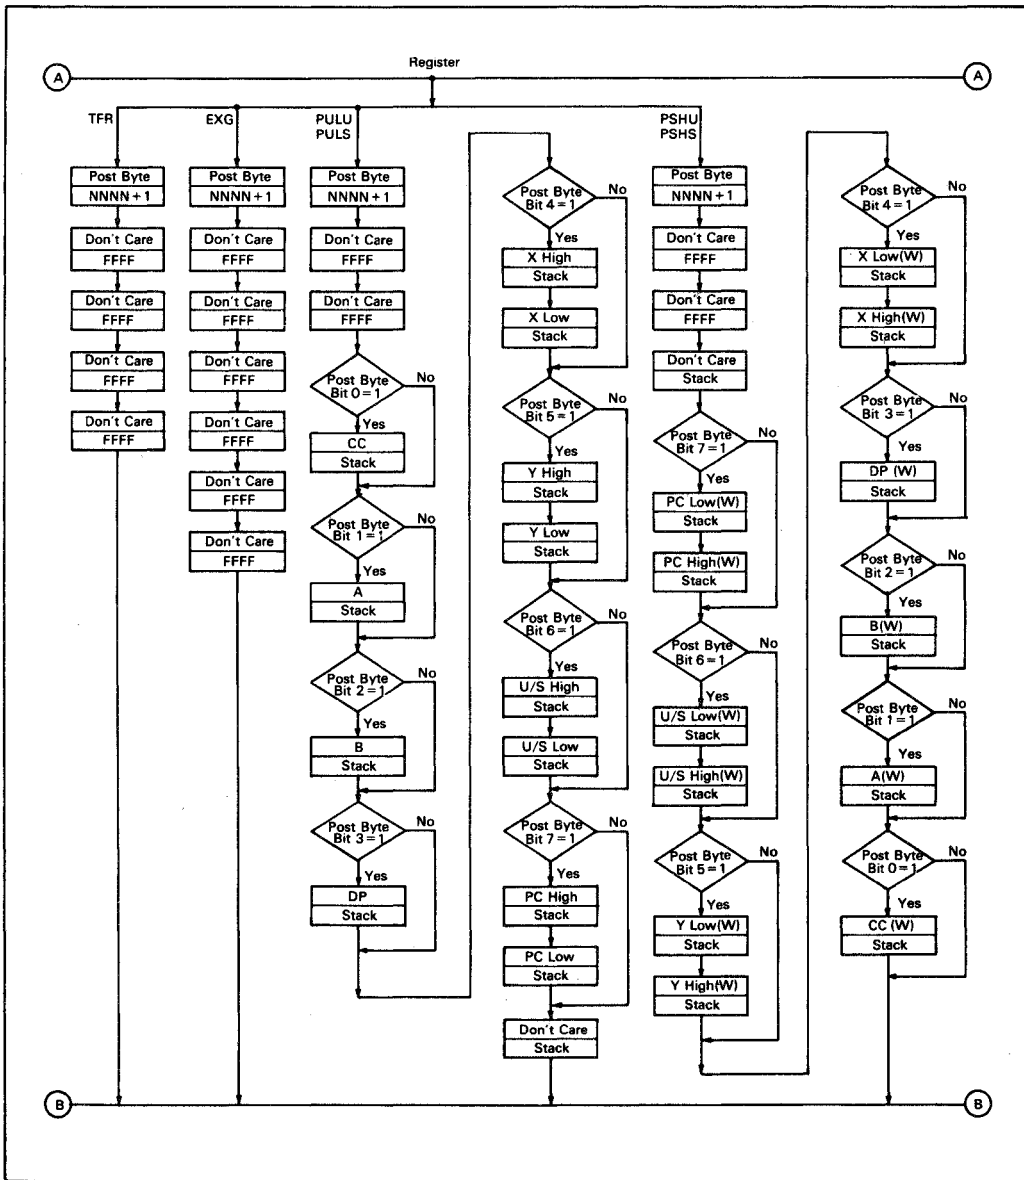 Register
A
A
TFR
Post Byte
NNNN + 1
Don't Care
FFFF
Don't Care
FFFF
Don't Care
FFFF
Don't Care
FFFF
EXG
Post Byte
NNNN + 1
Don't Care
FFFF
Don't Care
FFFF
Don't Care
FFFF
Don't Care
FFFF
Don't Care
FFFF
Don't Care
FFFF
PULU
PULS
Post Byte
NNNN + 1
Don't Care
FFFF
Don't Care
FFFF
Post Byte
Bit 0 = 1
No
Yes
CC
Stack
Post Byte
Bit 1 = 1
No
Yes
A
Stack
Post Byte
Bit 2 = 1
No
Yes
B
Stack
Post Byte
Bit 3 = 1
No
Yes
DP
Stack
Post Byte
Bit 4 = 1
No
Yes
X High
Stack
X Low
Stack
Post Byte
Bit 5 = 1
No
Yes
Y High
Stack
Y Low
Stack
Post Byte
Bit 6 = 1
No
Yes
U/S High
Stack
U/S Low
Stack
Post Byte
Bit 7 = 1
No
Yes
PC High
Stack
PC Low
Stack
Don't Care
Stack
PSHU
PSHS
Post Byte
NNNN + 1
Don't Care
FFFF
Don't Care
FFFF
Don't Care
Stack
Post Byte
Bit 7 = 1
No
Yes
PC Low(W)
Stack
PC High(W)
Stack
Post Byte
Bit 6 = 1
No
Yes
U/S Low(W)
Stack
U/S High(W)
Stack
Post Byte
Bit 5 = 1
No
Yes
Y Low(W)
Stack
Y High(W)
Stack
Post Byte
Bit 4 = 1
No
Yes
X Low(W)
Stack
X High(W)
Stack
Post Byte
Bit 3 = 1
No
Yes
DP (W)
Stack
Post Byte
Bit 2 = 1
No
Yes
B(W)
Stack
Post Byte
Bit 1 = 1
No
Yes
A(W)
Stack
Post Byte
Bit 0 = 1
No
Yes
CC (W)
Stack
B
B